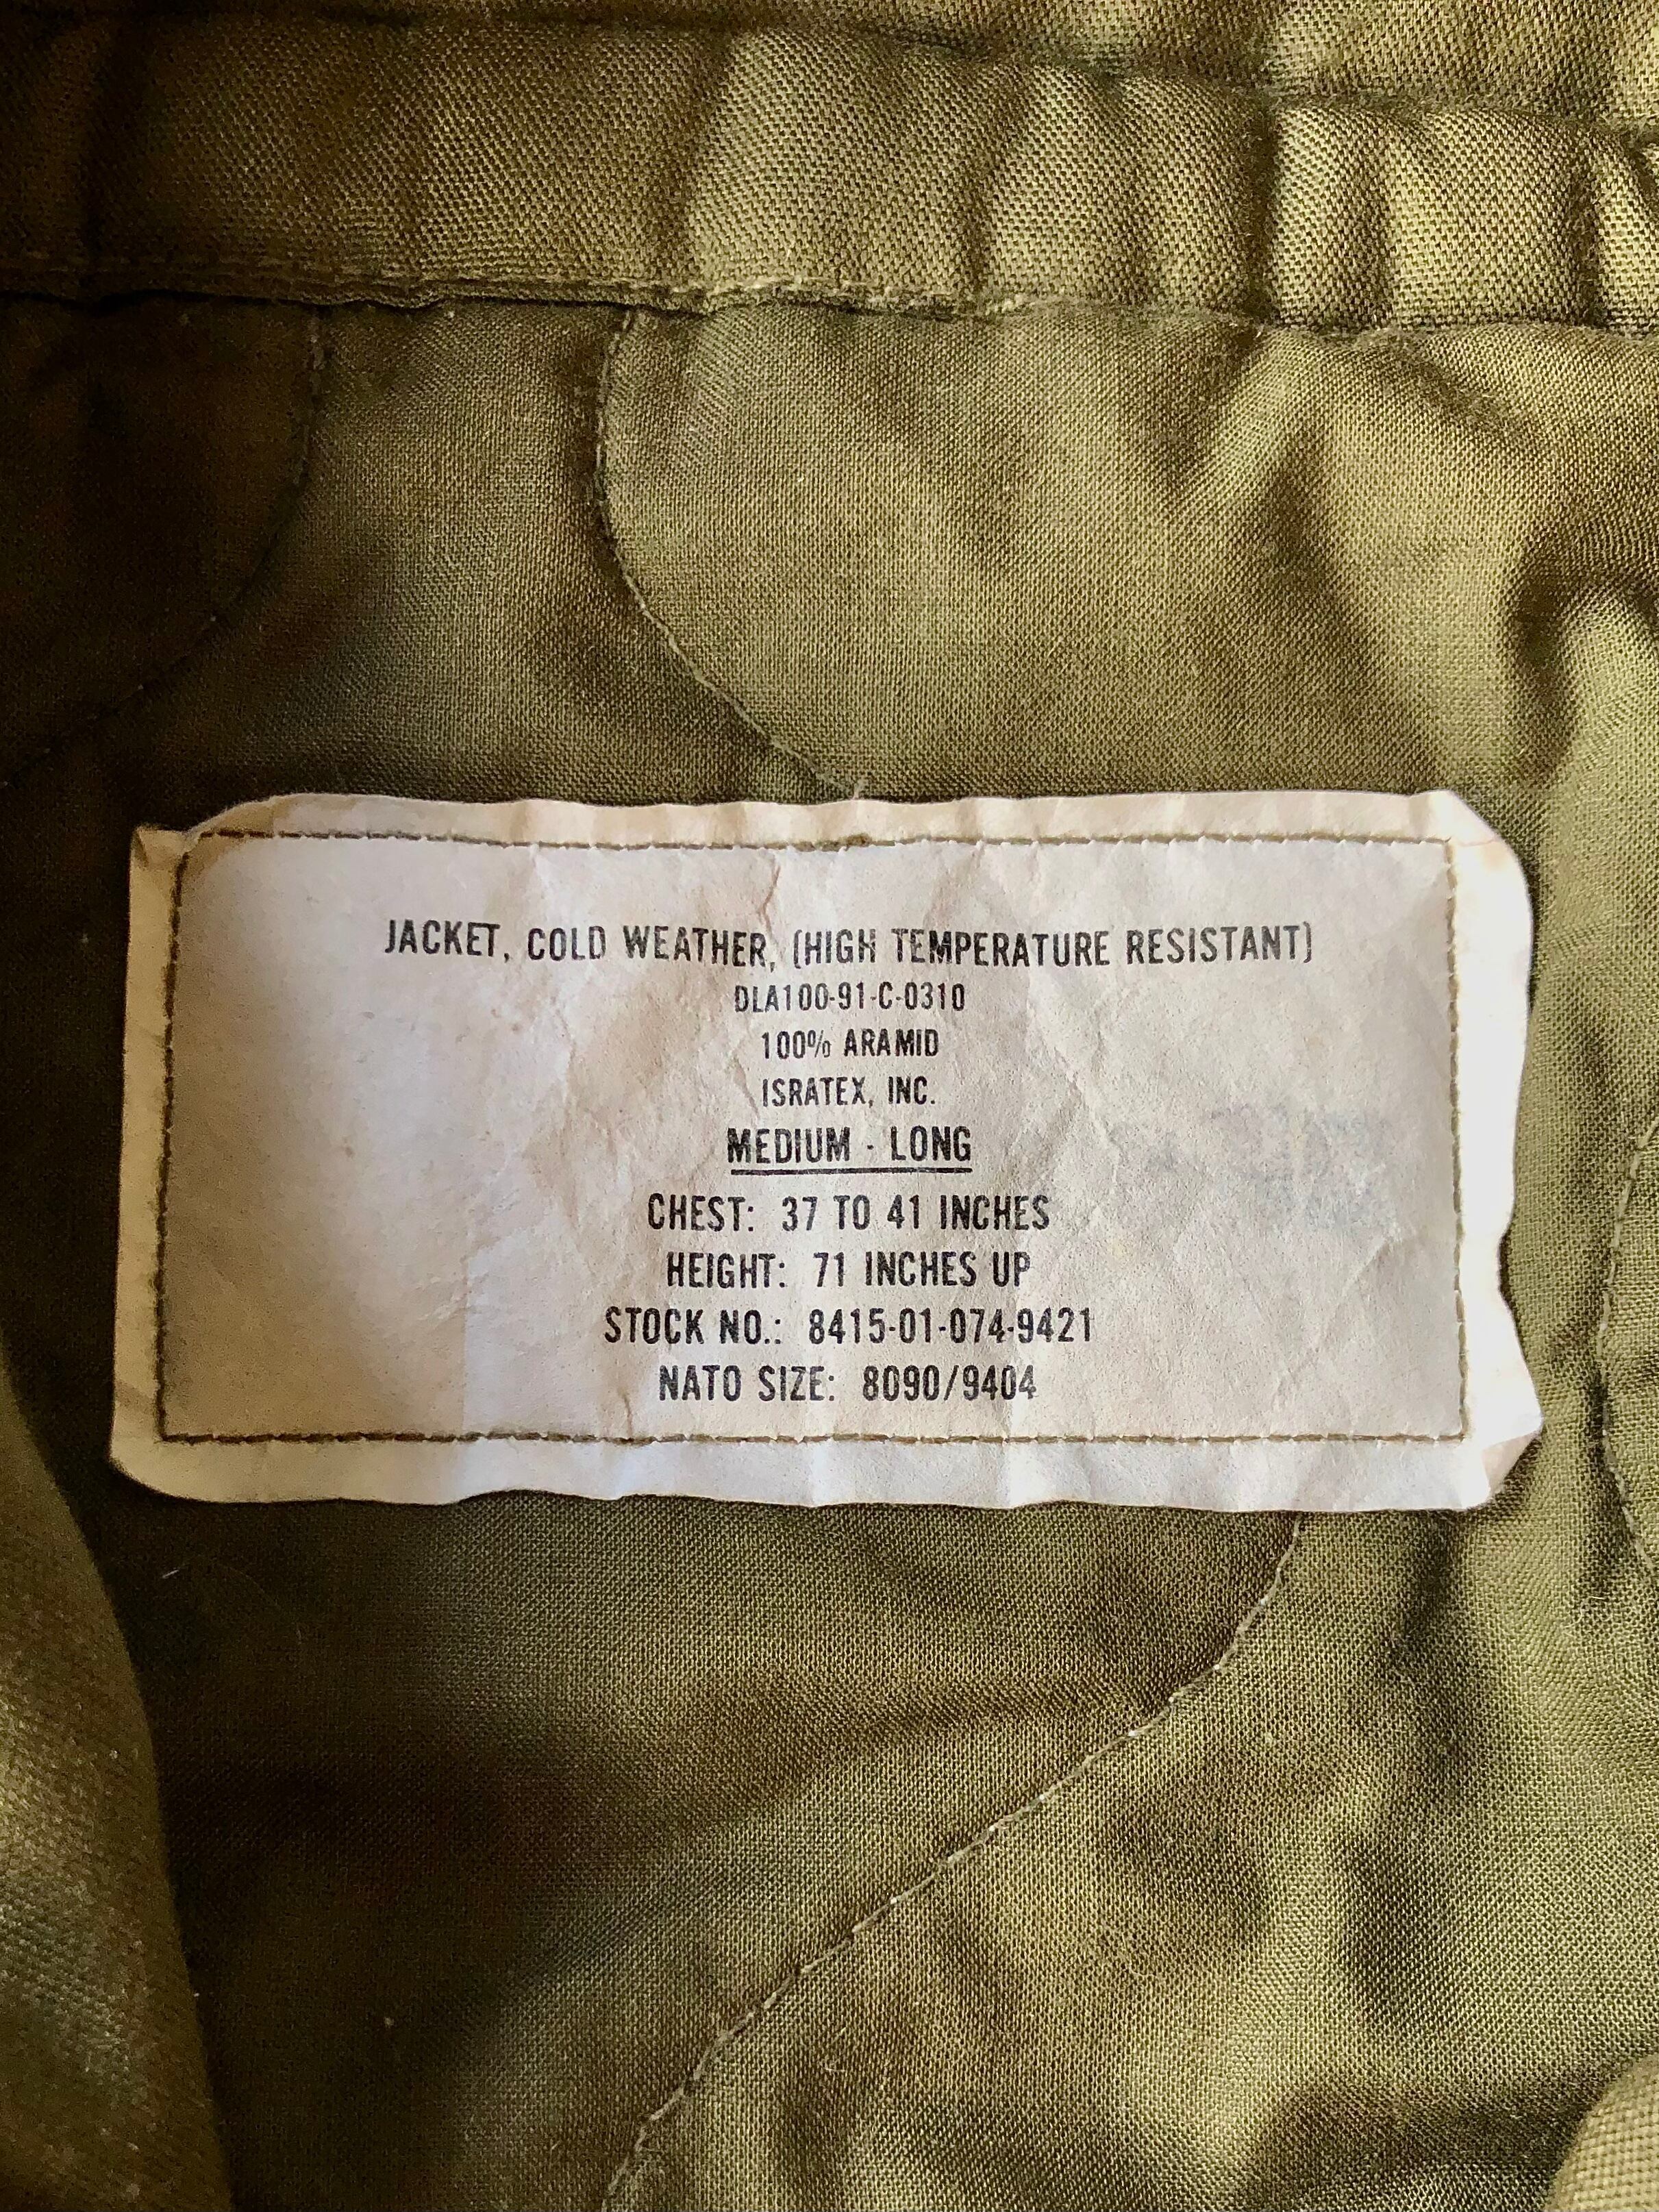 JACKET, COLD WEATHER, (HIGH TEMPERATURE RESISTANT)
DLA100-91-C-0310
100% ARAMID
ISRATEX, INC.
MEDIUM - LONG
CHEST: 37 TO 41 INCHES
HEIGHT: 71 INCHES UP
STOCK NO.: 8415-01-074-9421
NATO SIZE: 8090/9404